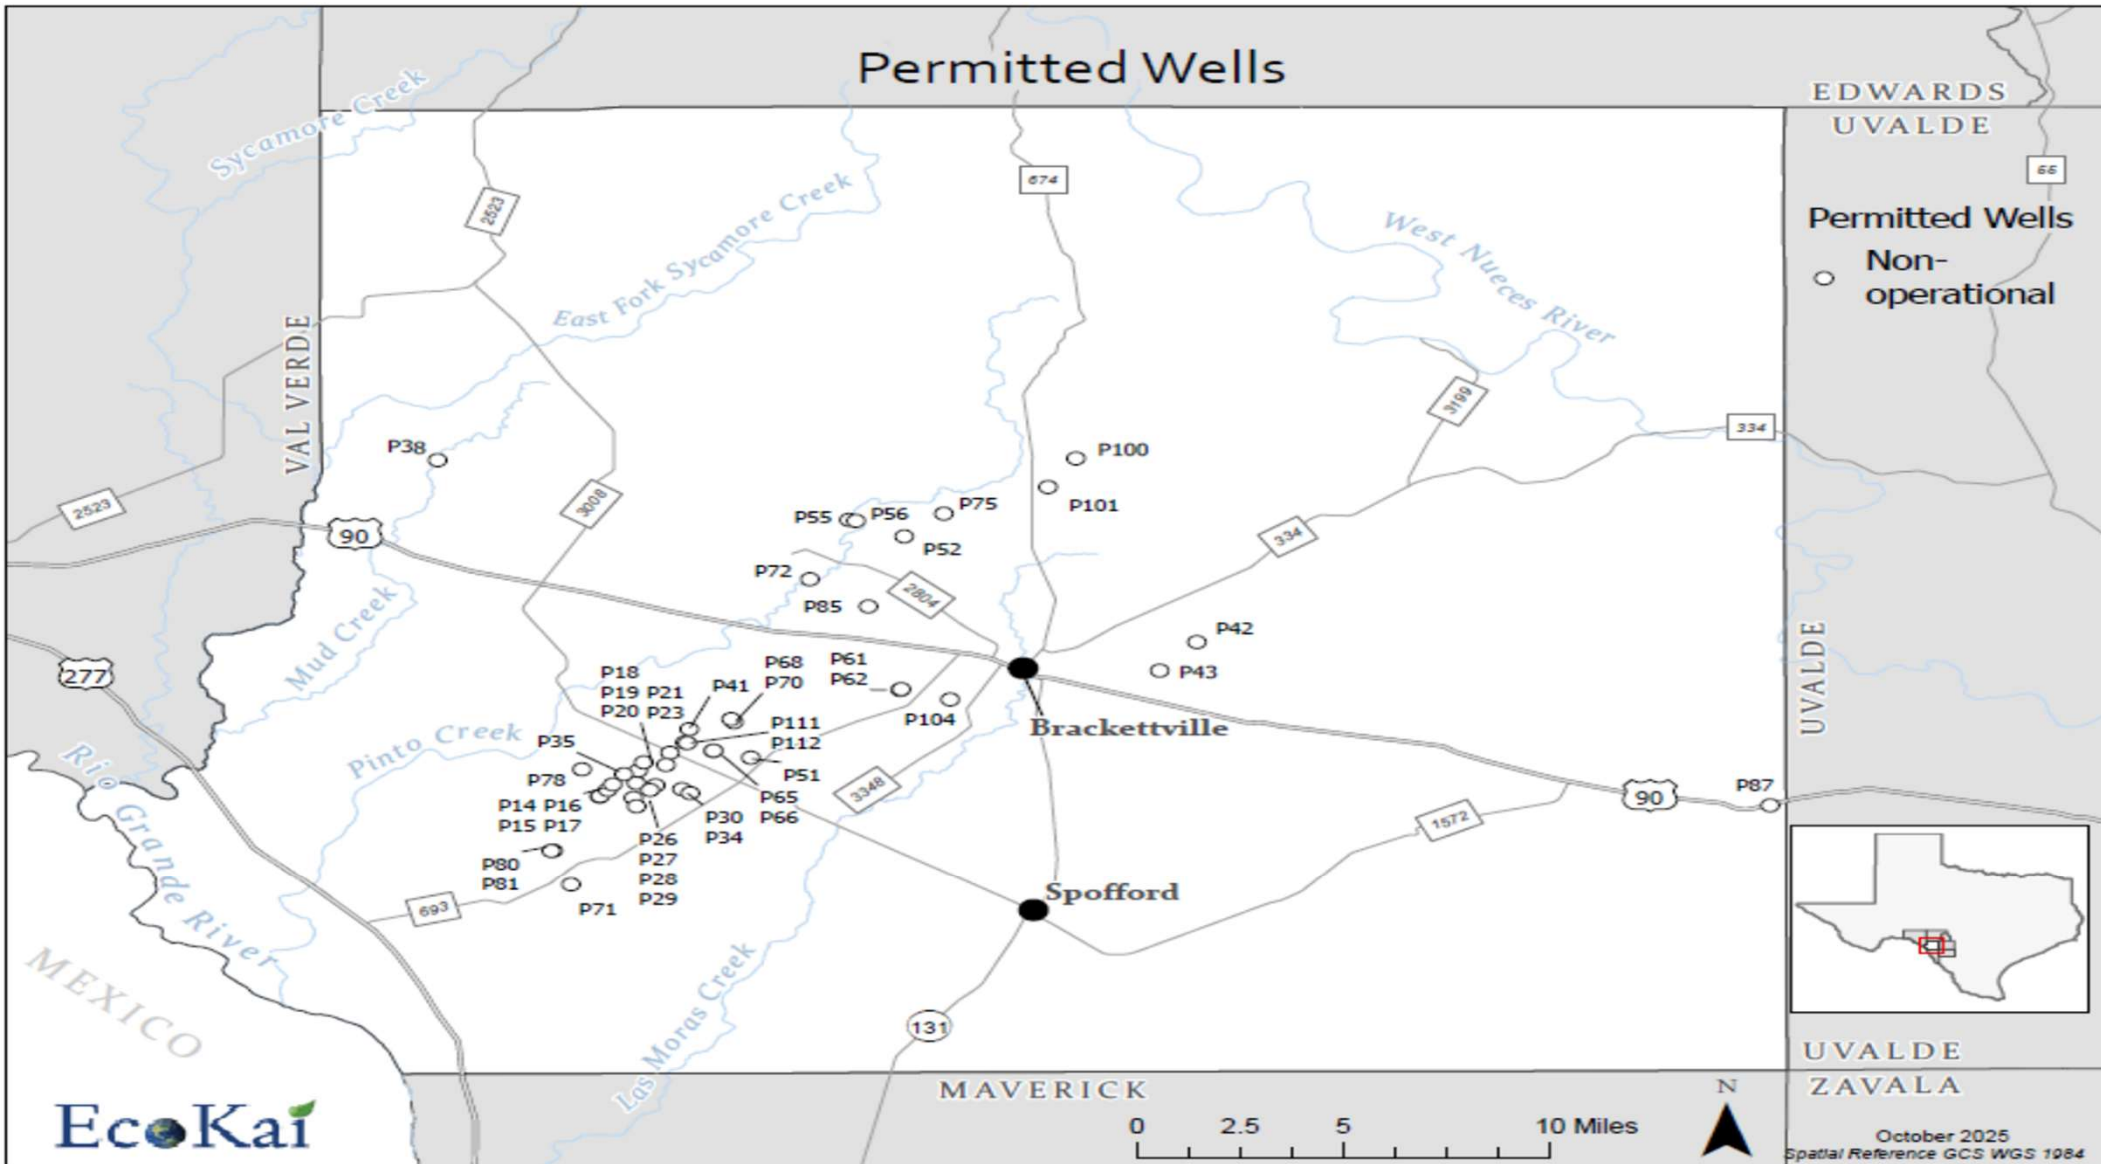 Permitted Wells
EDWARDS
UVALDE
Sycamore Creek
674
55
2523
East Fork Sycamore Creek
West Nueces River
Permitted Wells
Non-
operational
VAL VERDE
3199
334
P38
P100
2523
3008
P101
90
P55
P56
P75
P52
334
P72
P85
2804
Mud Creek
P42
P43
277
UVALDE
P18
P19 P21
P20 P23
P41
P68
P70
P61
P62
P104
Brackettville
Pinto Creek
P35
P111
P112
P78
P51
3348
P87
90
P14 P16
P15 P17
P65
P66
P30
P34
1572
P26
P27
P28
P29
P80
P81
693
P71
Spofford
Rio Grande River
MEXICO
Las Moras Creek
131
UVALDE
ZAVALA
MAVERICK
N
EcoKai
0 2.5 5 10 Miles
October 2025
Spatial Reference GCS WGS 1984